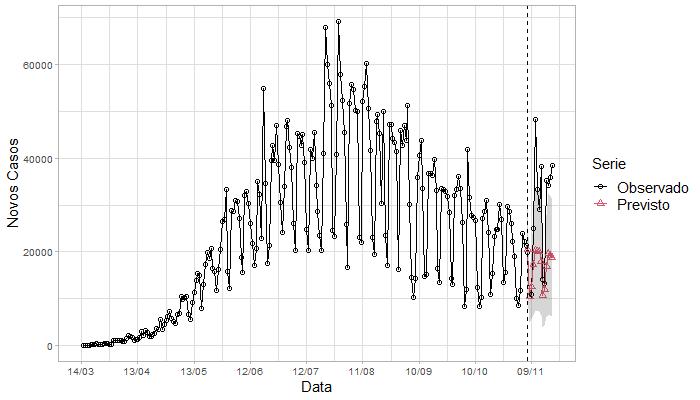 Novos Casos
60000
40000
20000
0
14/03 13/04 13/05 12/06 12/07 11/08 10/09 10/10 09/11
Data
Serie
Observado
Previsto